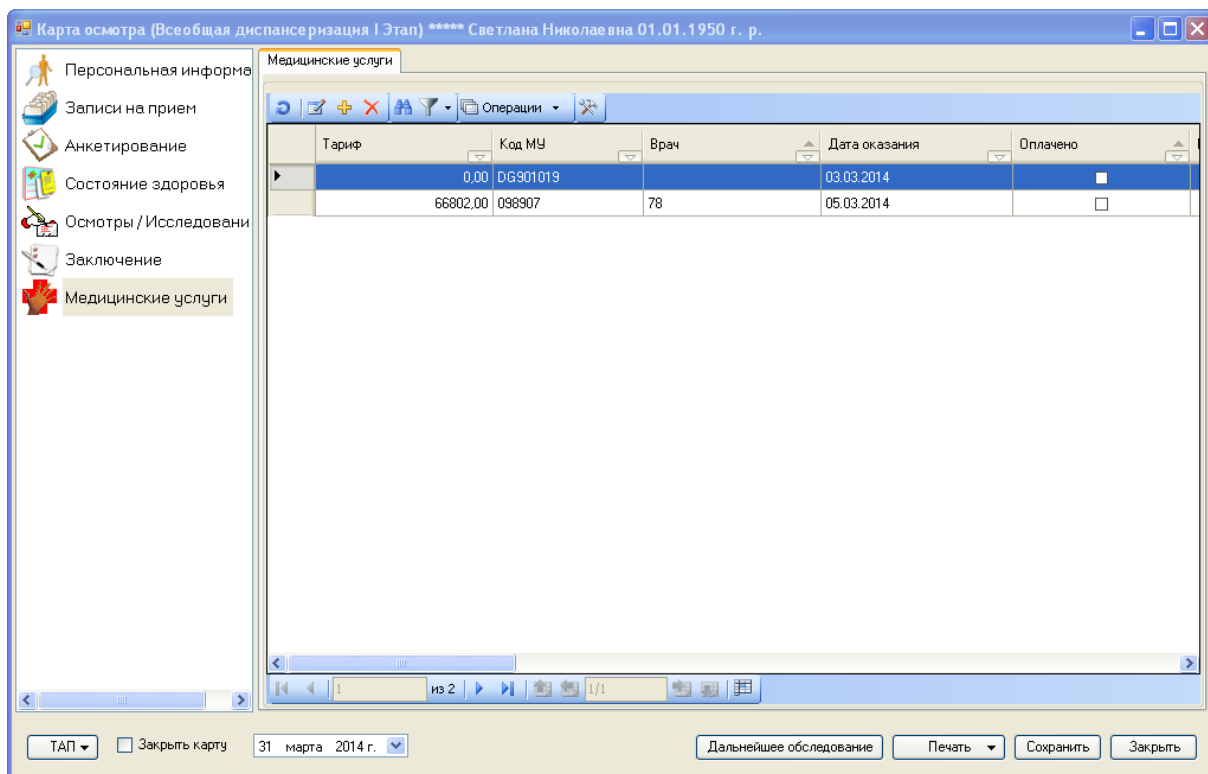 Карта осмотра (Всеобщая диспансеризация I Этап) ***** Светлана Николаевна 01.01.1950 г. р.
Персональная информа
Записи на прием
Анкетирование
Состояние здоровья
Осмотры / Исследовани
Заключение
Медицинские услуги
Медицинские услуги
Операции
Тариф Код МУ Врач Дата оказания Оплачено
0,00 DG901019 03.03.2014
66802,00 098907 78 05.03.2014
1 из 2 1/1
ТАП Закрыть карту 31 марта 2014 г. Дальнейшее обследование Печать Сохранить Закрыть